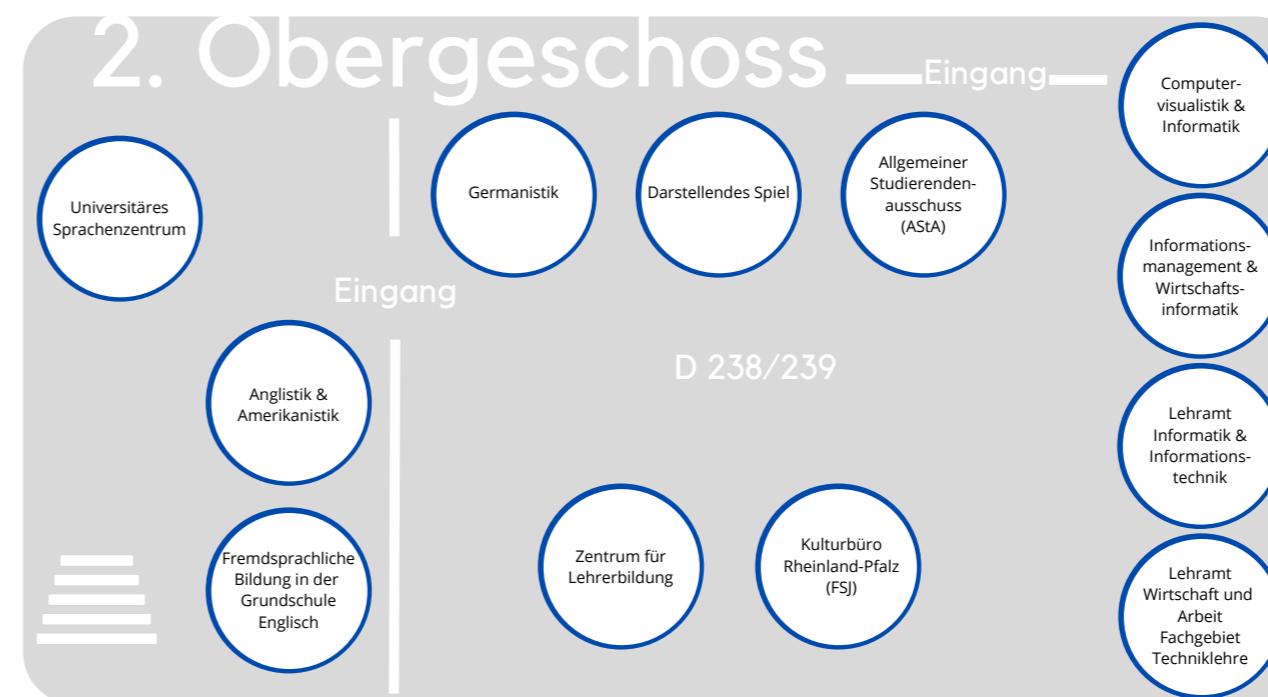 2. Obergeschoss
Eingang
Computer-
visualistik &
Informatik
Universitäres
Sprachenzentrum
Germanistik
Darstellendes Spiel
Allgemeiner
Studierenden-
ausschuss
(AStA)
Informations-
management &
Wirtschafts-
informatik
Eingang
D 238/239
Anglistik &
Amerikanistik
Lehramt
Informatik &
Informations-
technik
Fremdsprachliche
Bildung in der
Grundschule
Englisch
Zentrum für
Lehrerbildung
Kulturbüro
Rheinland-Pfalz
(FSJ)
Lehramt
Wirtschaft und
Arbeit
Fachgebiet
Techniklehre